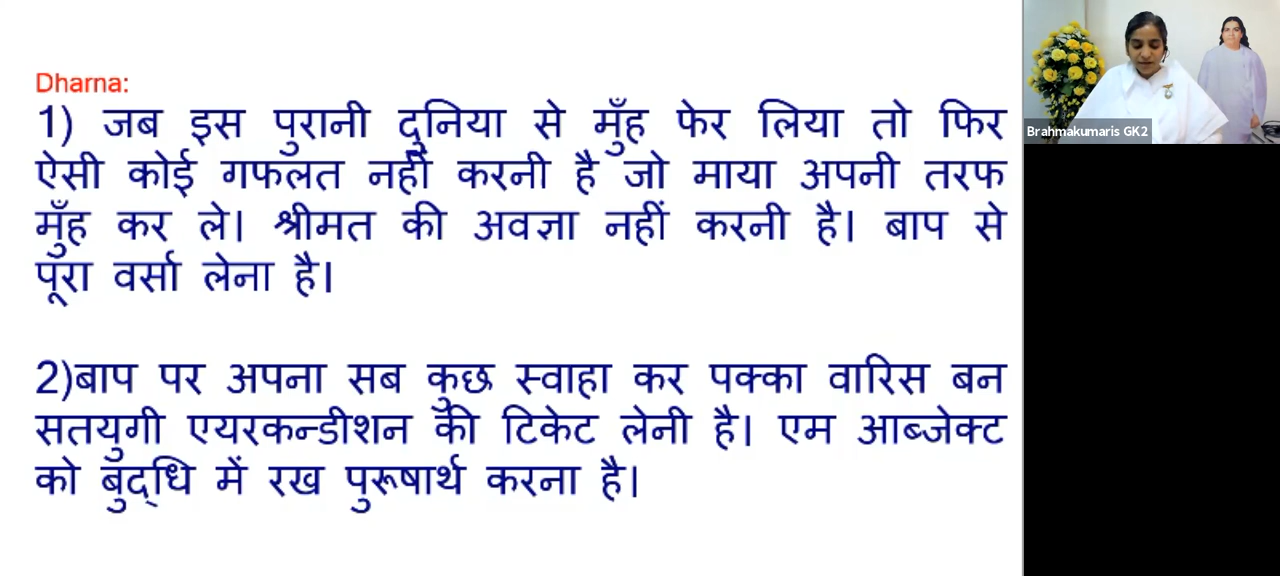 Dharna:
1) जब इस पुरानी दुनिया से मुँह फेर लिया तो फिर
ऐसी कोई गफलत नहीं करनी है जो माया अपनी तरफ
मुँह कर ले। श्रीमत की अवज्ञा नहीं करनी है। बाप से
पूरा वर्सा लेना है।
2)बाप पर अपना सब कुछ स्वाहा कर पक्का वारिस बन
सतयुगी एयरकन्डीशन की टिकेट लेनी है। एम आब्जेक्ट
को बुद्धि में रख पुरूषार्थ करना है।
Brahmakumaris GK2